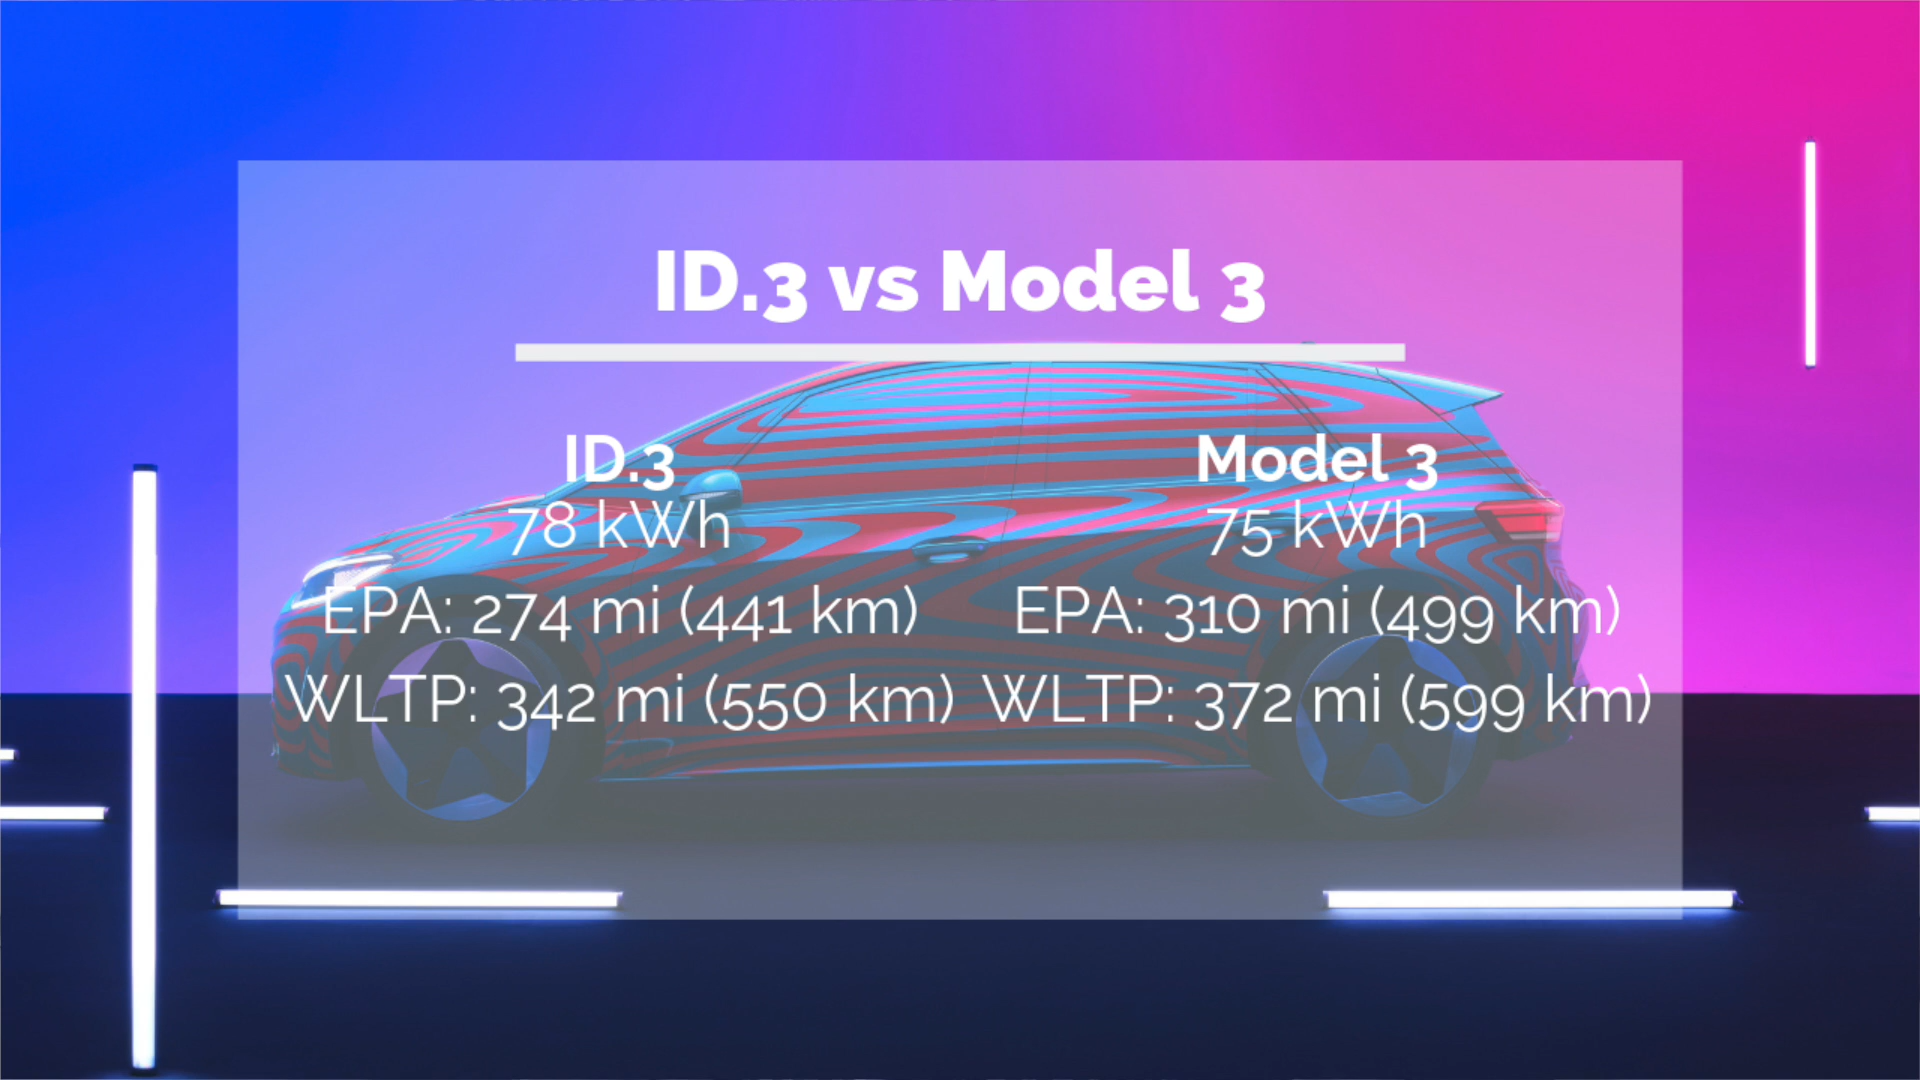 ID.3 vs Model 3
ID.3
78 kWh
EPA: 274 mi (441 km)
WLTP: 342 mi (550 km)
Model 3
75 kWh
EPA: 310 mi (499 km)
WLTP: 372 mi (599 km)